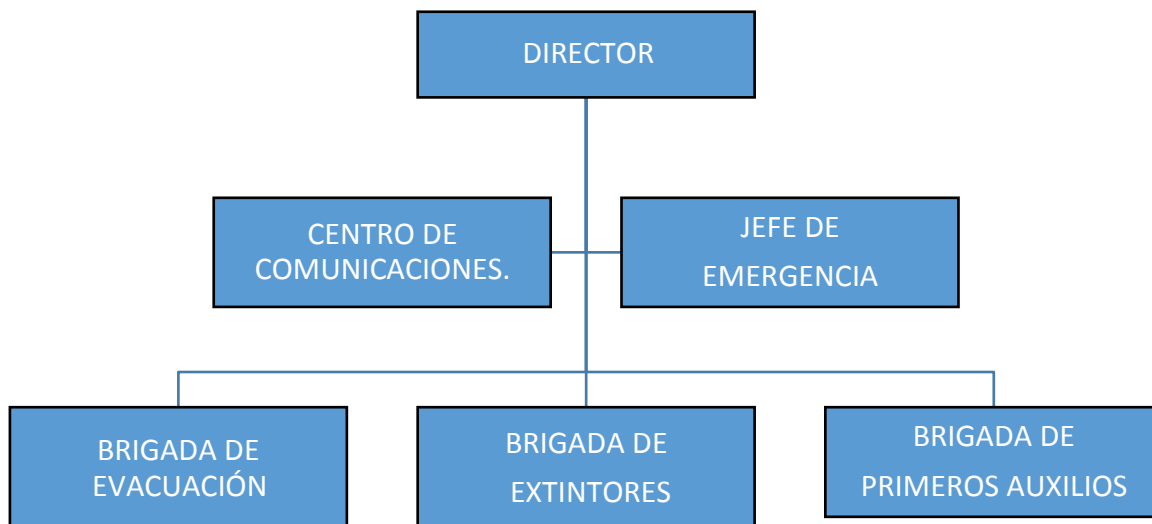 DIRECTOR
CENTRO DE
COMUNICACIONES.
JEFE DE
EMERGENCIA
BRIGADA DE
EVACUACIÓN
BRIGADA DE
EXTINTORES
BRIGADA DE
PRIMEROS AUXILIOS